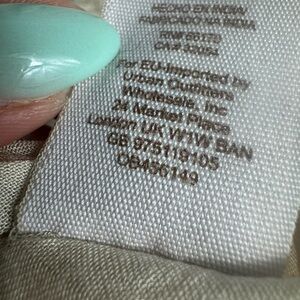 HECHO EN INDIA
FABRICADO NA INDIA
For EU-Imported by
Urban Outfitters
Wholesale, Inc
24 Market Place
London UK W1W 8AN
GB 975119105